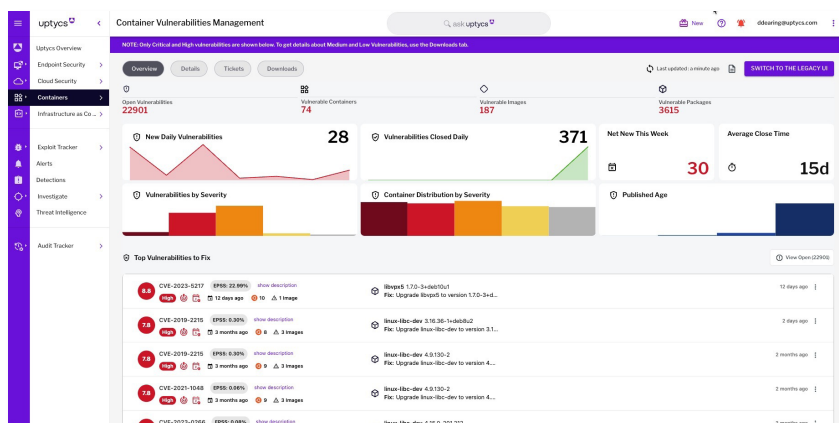 uptycs
Container Vulnerabilities Management
ask uptycs
New
ddearing@uptycs.com
NOTE: Only Critical and High vulnerabilities are shown below. To get details about Medium and Low Vulnerabilities, use the Downloads tab.
Uptycs Overview
Endpoint Security
Cloud Security
Containers
Infrastructure as Co ...
Exploit Tracker
Alerts
Detections
Investigate
Threat Intelligence
Audit Tracker
Overview
Details
Tickets
Downloads
Last updated : a minute ago
SWITCH TO THE LEGACY UI
Open Vulnerabilities
22901
Vulnerable Containers
74
Vulnerable Images
187
Vulnerable Packages
3615
New Daily Vulnerabilities
28
Vulnerabilities Closed Daily
371
Net New This Week
30
Average Close Time
15d
Vulnerabilities by Severity
Container Distribution by Severity
Published Age
Top Vulnerabilities to Fix
View Open (22901)
8.8 CVE-2023-5217 EPSS: 22.99% show description
High 12 days ago 10 1 image
libvpx5 1.7.0-3+deb10u1
Fix: Upgrade libvpx5 to version 1.7.0-3+d...
12 days ago
7.8 CVE-2019-2215 EPSS: 0.30% show description
High 3 months ago 8 3 images
linux-libc-dev 3.16.36-1+deb8u2
Fix: Upgrade linux-libc-dev to version 3.1...
2 days ago
7.8 CVE-2019-2215 EPSS: 0.30% show description
High 3 months ago 9 3 images
linux-libc-dev 4.9.130-2
Fix: Upgrade linux-libc-dev to version 4....
2 months ago
7.8 CVE-2021-1048 EPSS: 0.06% show description
High 3 months ago 9 3 images
linux-libc-dev 4.9.130-2
Fix: Upgrade linux-libc-dev to version 4....
2 months ago
CVE-2023-0266 EPSS: 0.08% show description